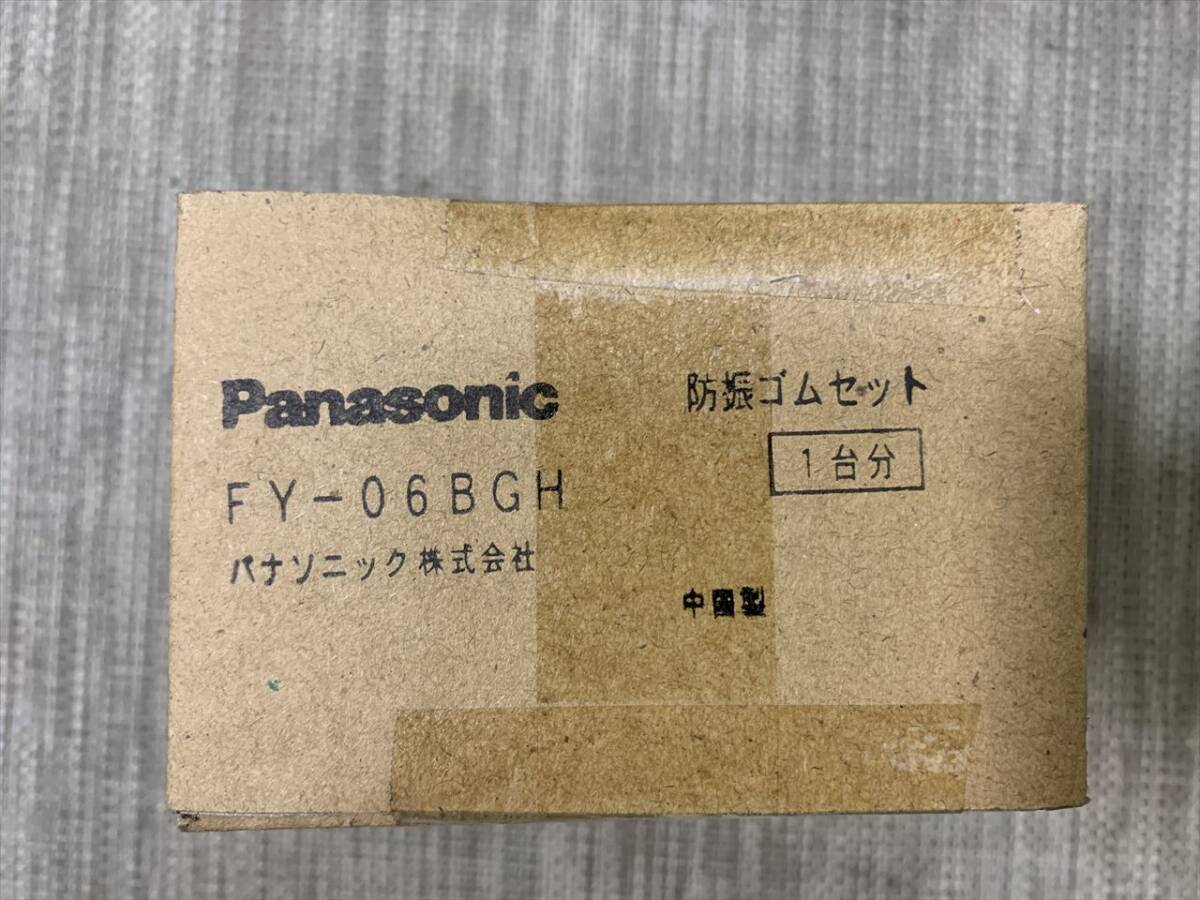 Panasonic
FY-06BGH
パナソニック株式会社
防振ゴムセット
1台分
中国製